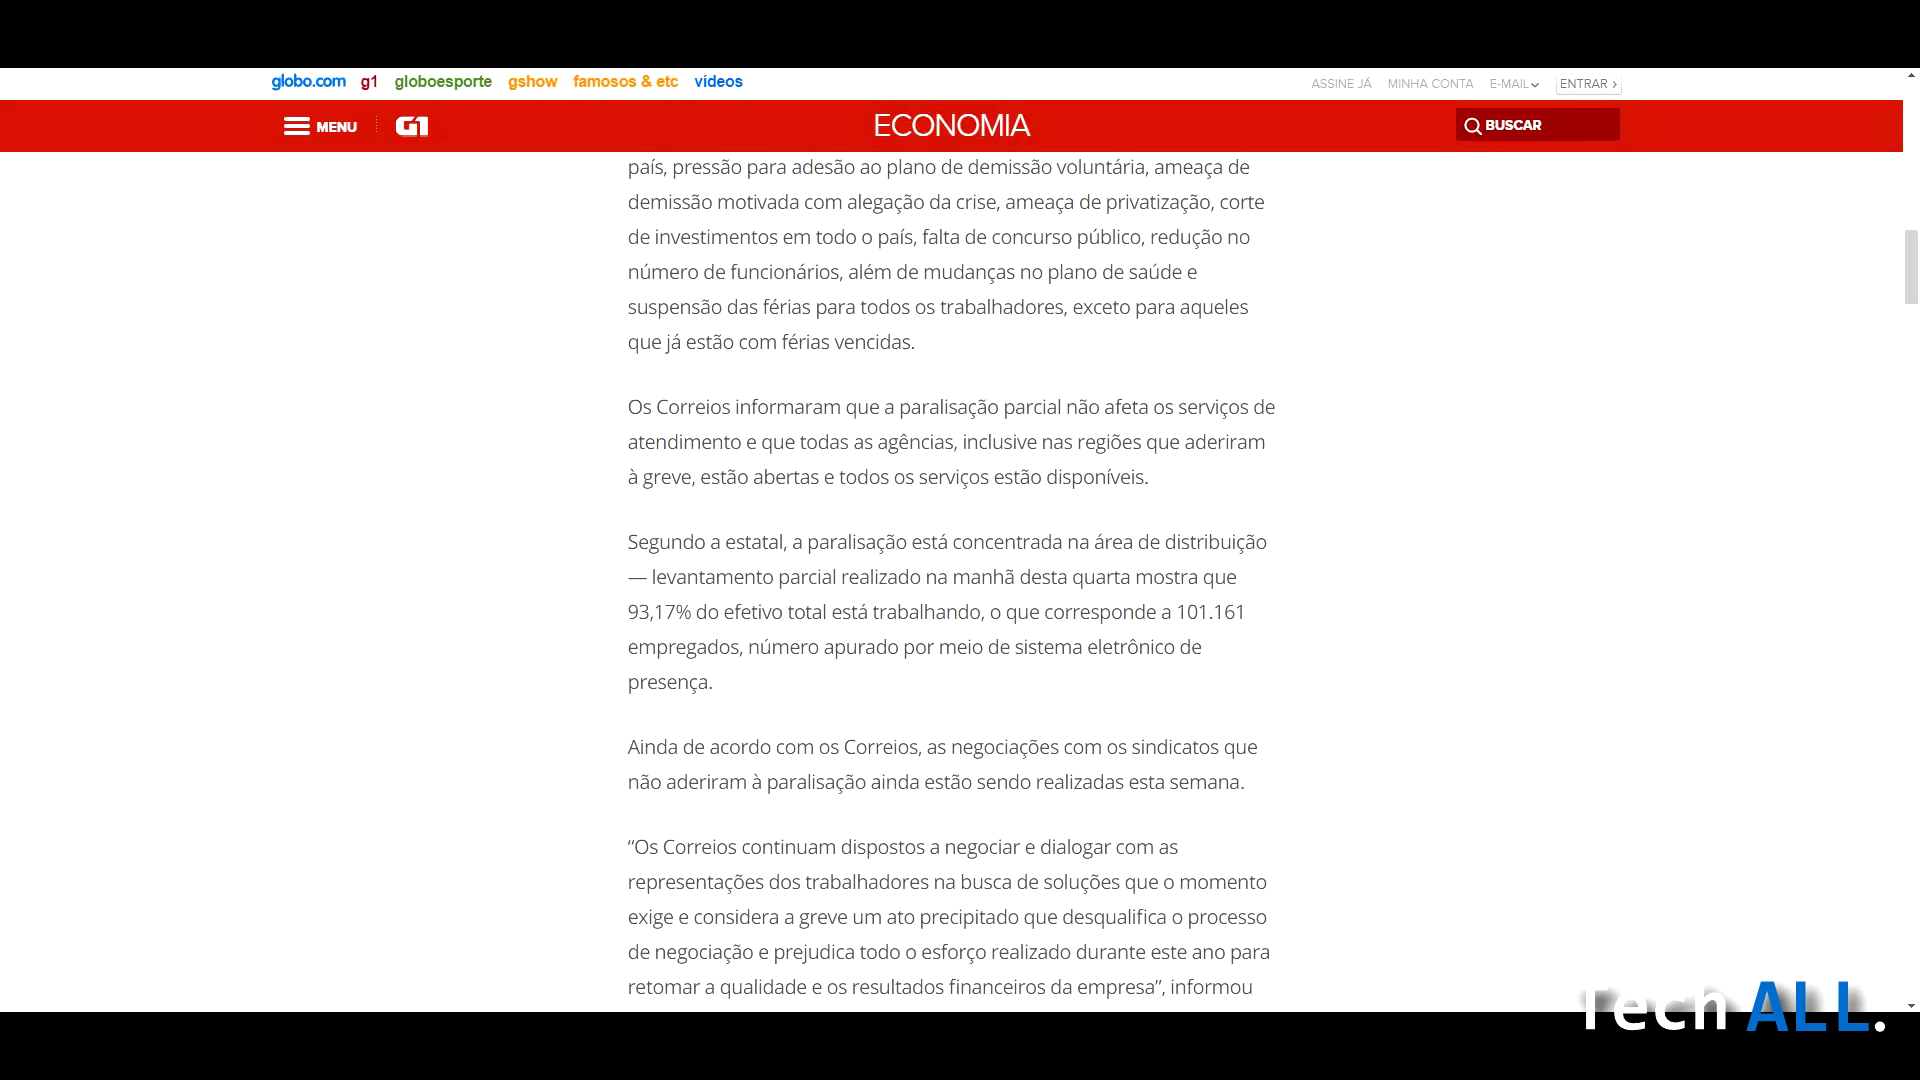 globo.com g1 globoesporte gshow famosos & etc vídeos
ASSINE JÁ MINHA CONTA E-MAIL ENTRAR
MENU G1 ECONOMIA BUSCAR
país, pressão para adesão ao plano de demissão voluntária, ameaça de
demissão motivada com alegação da crise, ameaça de privatização, corte
de investimentos em todo o país, falta de concurso público, redução no
número de funcionários, além de mudanças no plano de saúde e
suspensão das férias para todos os trabalhadores, exceto para aqueles
que já estão com férias vencidas.
Os Correios informaram que a paralisação parcial não afeta os serviços de
atendimento e que todas as agências, inclusive nas regiões que aderiram
à greve, estão abertas e todos os serviços estão disponíveis.
Segundo a estatal, a paralisação está concentrada na área de distribuição
— levantamento parcial realizado na manhã desta quarta mostra que
93,17% do efetivo total está trabalhando, o que corresponde a 101.161
empregados, número apurado por meio de sistema eletrônico de
presença.
Ainda de acordo com os Correios, as negociações com os sindicatos que
não aderiram à paralisação ainda estão sendo realizadas esta semana.
“Os Correios continuam dispostos a negociar e dialogar com as
representações dos trabalhadores na busca de soluções que o momento
exige e considera a greve um ato precipitado que desqualifica o processo
de negociação e prejudica todo o esforço realizado durante este ano para
retomar a qualidade e os resultados financeiros da empresa”, informou
Tech ALL.